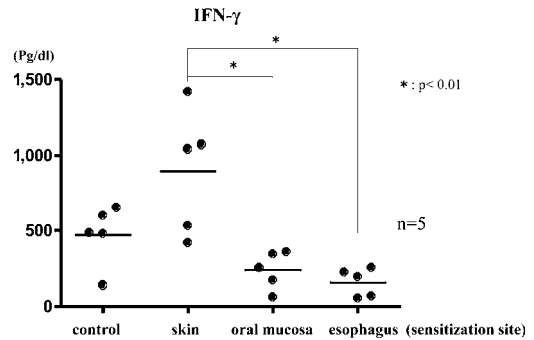 IFN-γ
(Pg/dl)
*
1,500
*
* : p< 0.01
1,000
500
n=5
0
control skin oral mucosa esophagus (sensitization site)